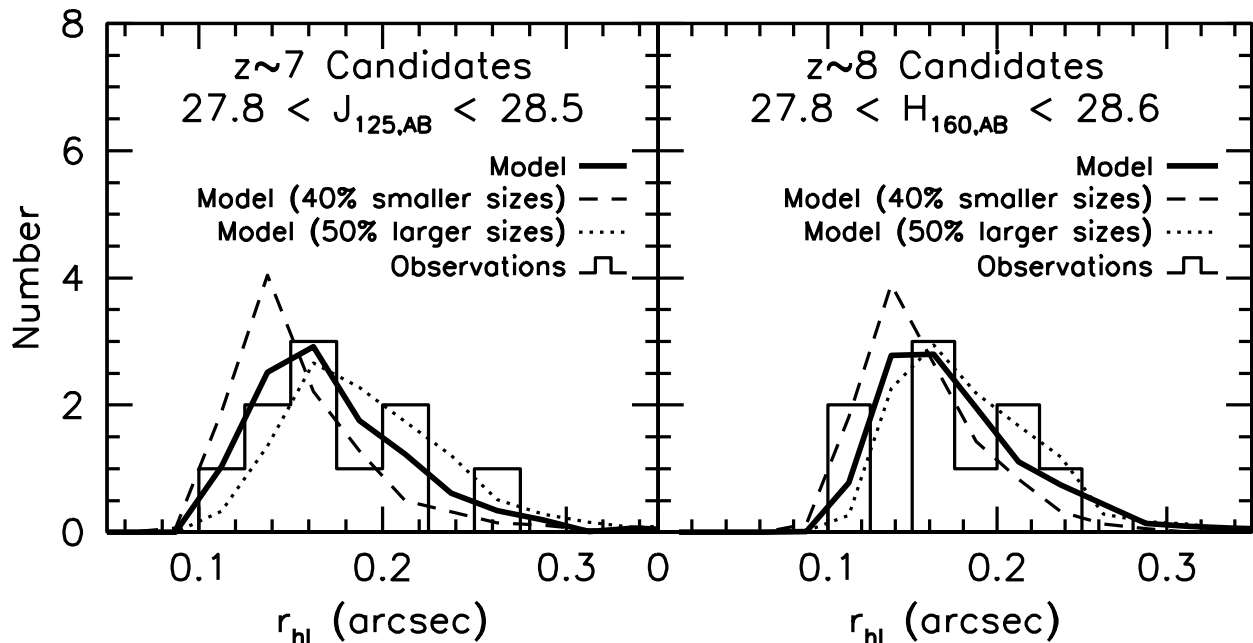 8
6
4
2
0
Number
z~7 Candidates
27.8 < J125,AB < 28.5
Model
Model (40% smaller sizes)
Model (50% larger sizes)
Observations
0.1
0.2
0.3
r_hl (arcsec)
z~8 Candidates
27.8 < H160,AB < 28.6
Model
Model (40% smaller sizes)
Model (50% larger sizes)
Observations
0
0.1
0.2
0.3
r_hl (arcsec)